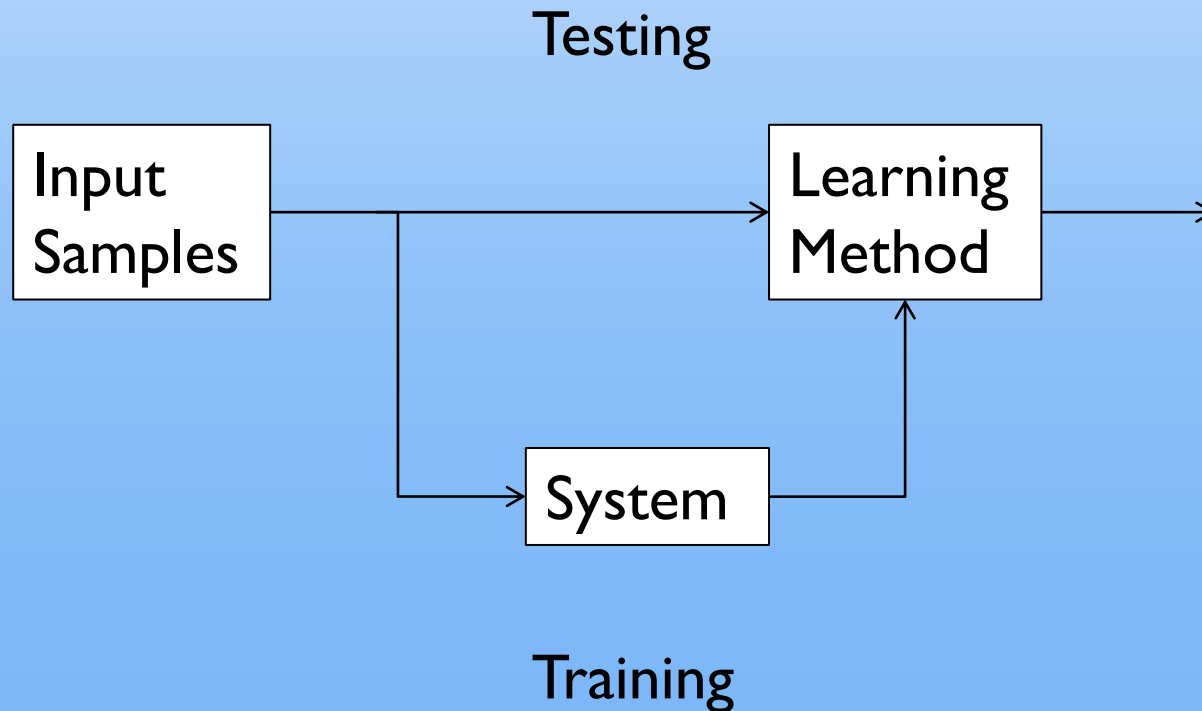 Testing
Input
Samples
Learning
Method
System
Training